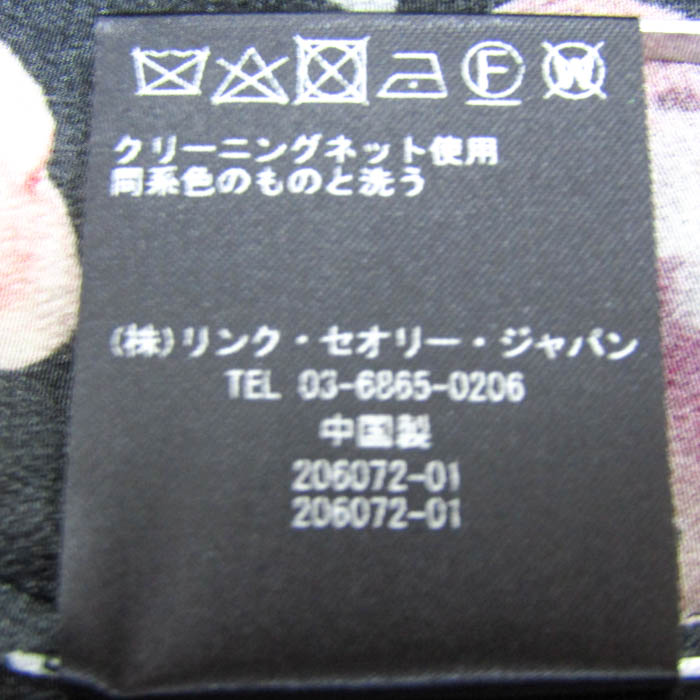 F W
クリーニングネット使用
同系色のものと洗う
(株)リンク・セオリー・ジャパン
TEL 03-6865-0206
中国製
206072-01
206072-01